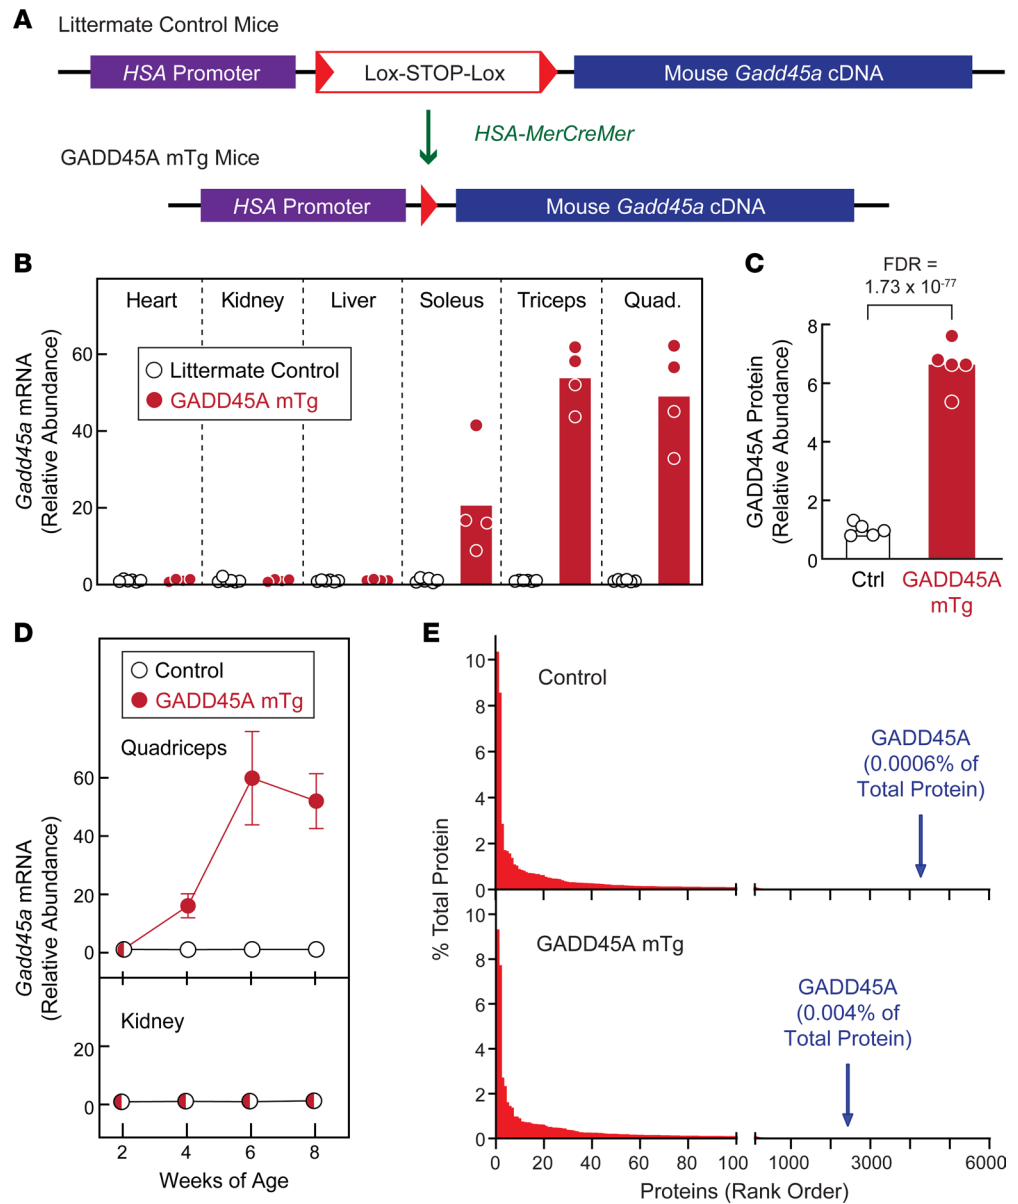 A
Littermate Control Mice
HSA Promoter
Lox-STOP-Lox
Mouse Gadd45a cDNA
HSA-MerCreMer
GADD45A mTg Mice
HSA Promoter
Mouse Gadd45a cDNA
B
Heart
Kidney
Liver
Soleus
Triceps
Quad.
Littermate Control
GADD45A mTg
Gadd45a mRNA
(Relative Abundance)
60
40
20
0
C
FDR =
1.73 x 10-77
GADD45A Protein
(Relative Abundance)
8
6
4
2
0
Ctrl
GADD45A
mTg
D
Control
GADD45A mTg
Quadriceps
Gadd45a mRNA
(Relative Abundance)
60
40
20
0
Kidney
20
0
2
4
6
8
Weeks of Age
E
% Total Protein
10
8
6
4
2
0
Control
GADD45A
(0.0006% of
Total Protein)
10
8
6
4
2
0
GADD45A mTg
GADD45A
(0.004% of
Total Protein)
0
20
40
60
80
100
1000
3000
6000
Proteins (Rank Order)